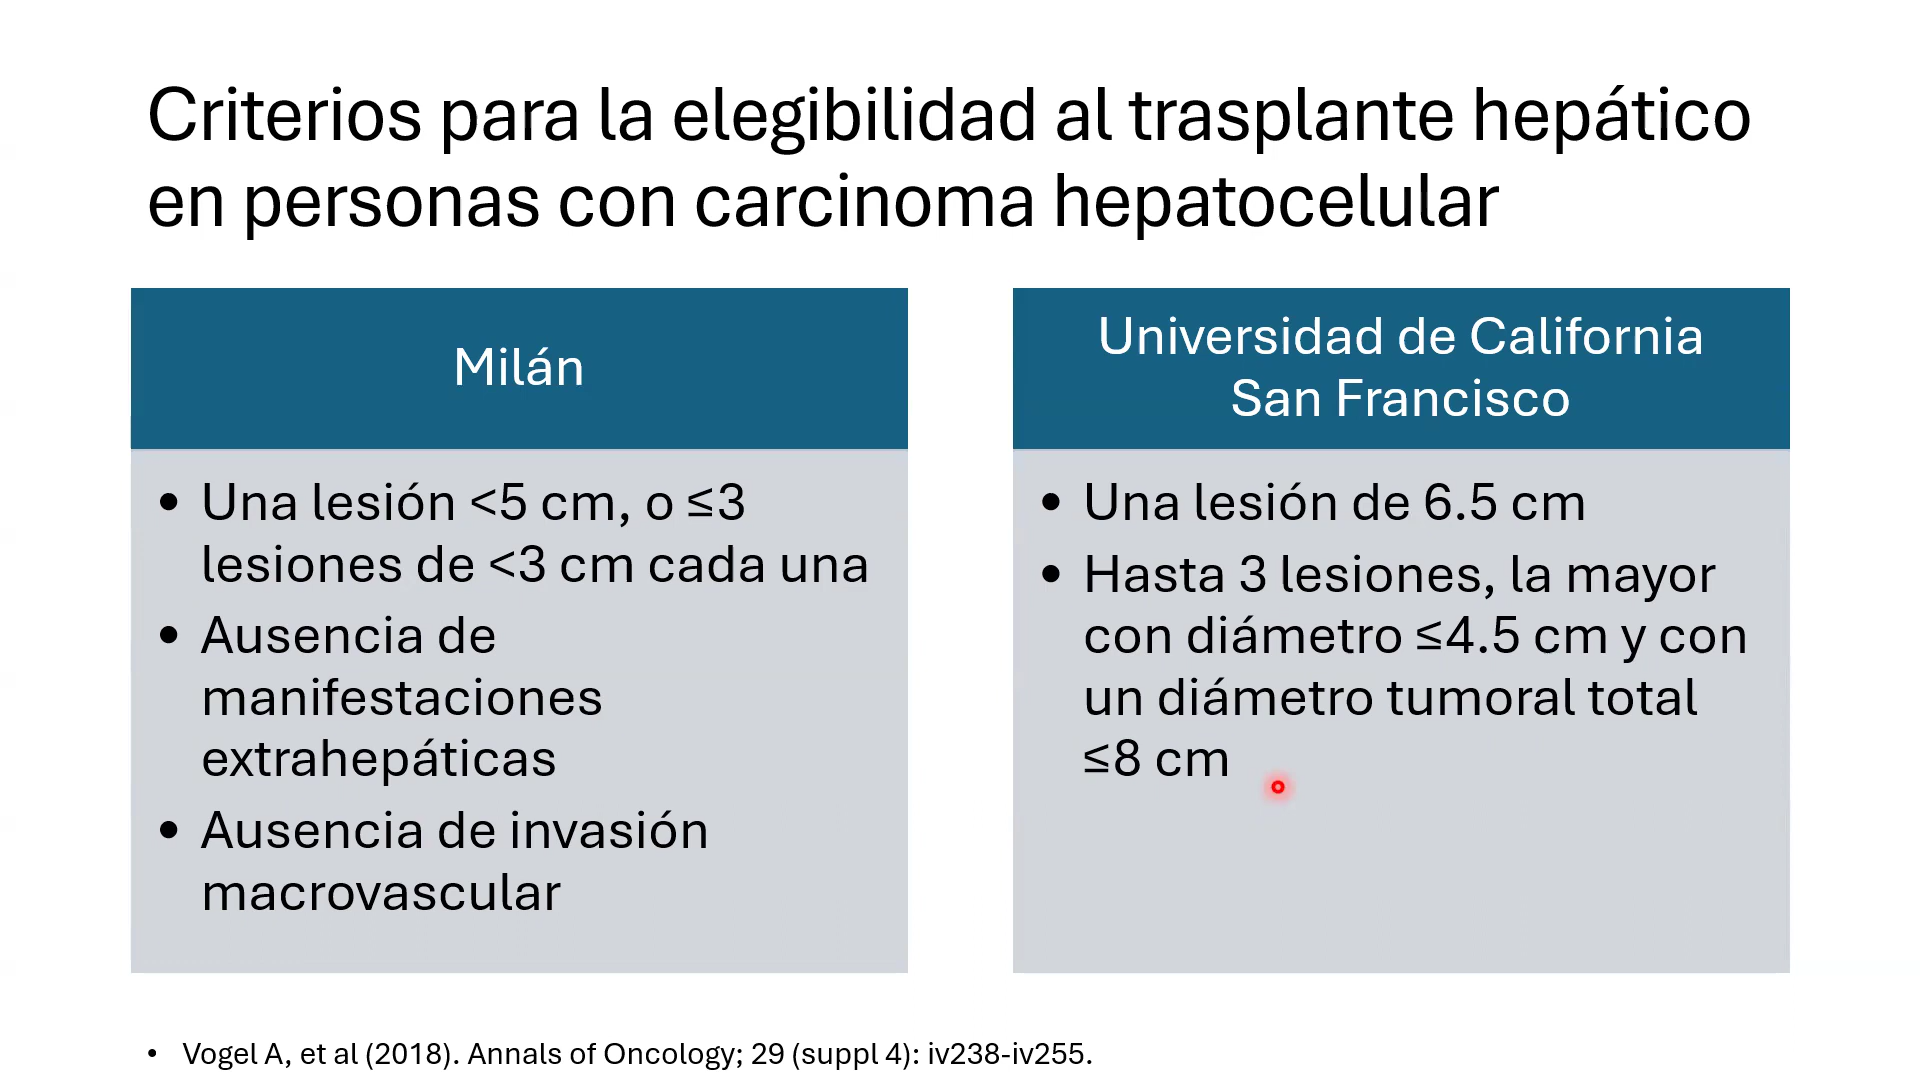 Criterios para la elegibilidad al trasplante hepático
en personas con carcinoma hepatocelular
Milán
• Una lesión <5 cm, o ≤3
lesiones de <3 cm cada una
• Ausencia de
manifestaciones
extrahepáticas
• Ausencia de invasión
macrovascular
Universidad de California
San Francisco
• Una lesión de 6.5 cm
• Hasta 3 lesiones, la mayor
con diámetro ≤4.5 cm y con
un diámetro tumoral total
≤8 cm
• Vogel A, et al (2018). Annals of Oncology; 29 (suppl 4): iv238-iv255.